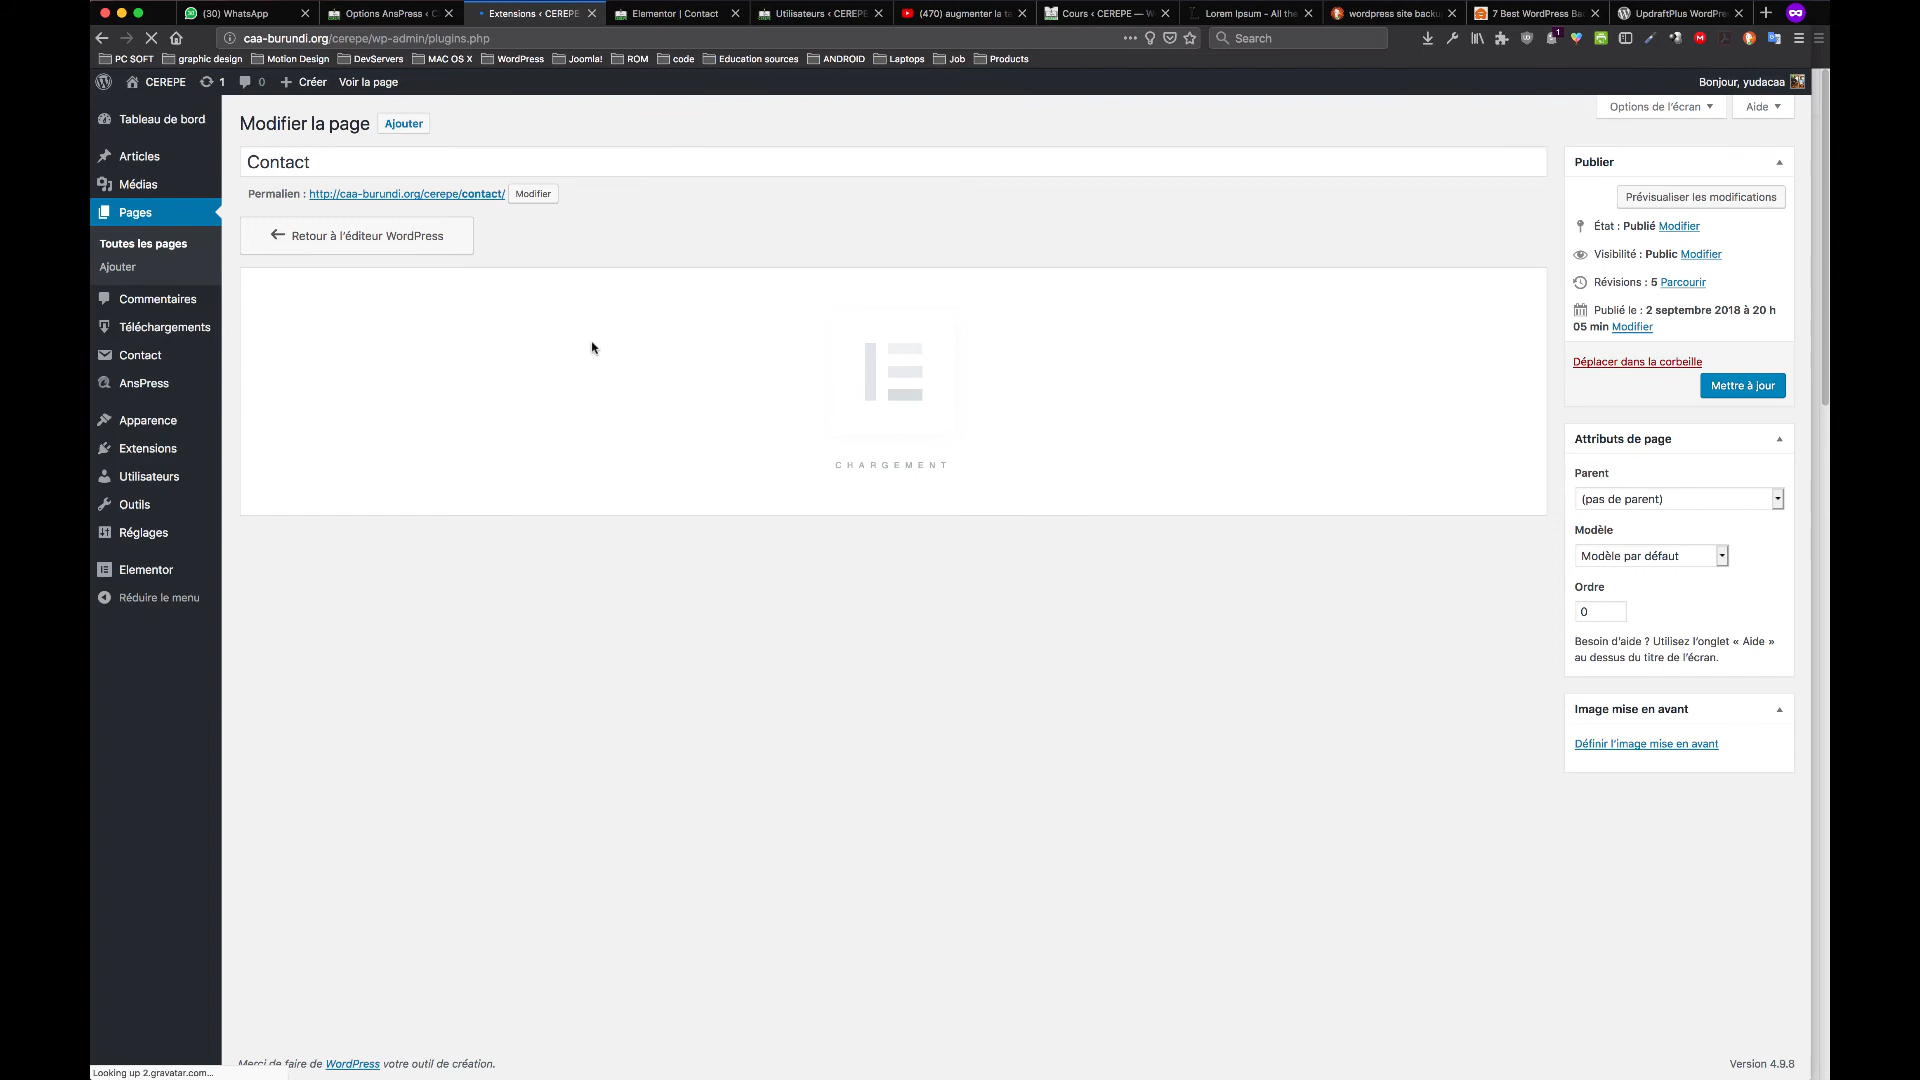 (30) WhatsApp
Options AnsPress ‹ C
Extensions ‹ CEREPE
Elementor | Contact
Utilisateurs ‹ CEREPE
(470) augmenter la ta
Cours ‹ CEREPE — W
Lorem Ipsum - All the
wordpress site backup
7 Best WordPress Ba
UpdraftPlus WordPre
caa-burundi.org/cerepe/wp-admin/plugins.php
Search
1
PC SOFT
graphic design
Motion Design
DevServers
MAC OS X
WordPress
Joomla!
ROM
code
Education sources
ANDROID
Laptops
Job
Products
CEREPE
1
0
Créer
Voir la page
Bonjour, yudacaa
Tableau de bord
Articles
Médias
Pages
Toutes les pages
Ajouter
Commentaires
Téléchargements
Contact
AnsPress
Apparence
Extensions
Utilisateurs
Outils
Réglages
Elementor
Réduire le menu
Options de l'écran
Aide
Modifier la page
Ajouter
Contact
Permalien : http://caa-burundi.org/cerepe/contact/ Modifier
Retour à l'éditeur WordPress
CHARGEMENT
Publier
Prévisualiser les modifications
État : Publié Modifier
Visibilité : Public Modifier
Révisions : 5 Parcourir
Publié le : 2 septembre 2018 à 20 h
05 min Modifier
Déplacer dans la corbeille
Mettre à jour
Attributs de page
Parent
(pas de parent)
Modèle
Modèle par défaut
Ordre
0
Besoin d'aide ? Utilisez l'onglet « Aide »
au dessus du titre de l'écran.
Image mise en avant
Définir l'image mise en avant
Merci de faire de WordPress votre outil de création.
Version 4.9.8
Looking up 2.gravatar.com...